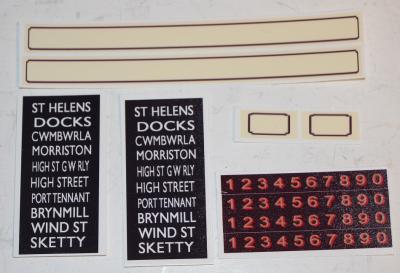 ST HELENS
DOCKS
CWMBWRLA
MORRISTON
HIGH ST G W RLY
HIGH STREET
PORT TENNANT
BRYNMILL
WIND ST
SKETTY
ST HELENS
DOCKS
CWMBWRLA
MORRISTON
HIGH ST G W RLY
HIGH STREET
PORT TENNANT
BRYNMILL
WIND ST
SKETTY
1 2 3 4 5 6 7 8 9 0
1 2 3 4 5 6 7 8 9 0
1 2 3 4 5 6 7 8 9 0
1 2 3 4 5 6 7 8 9 0